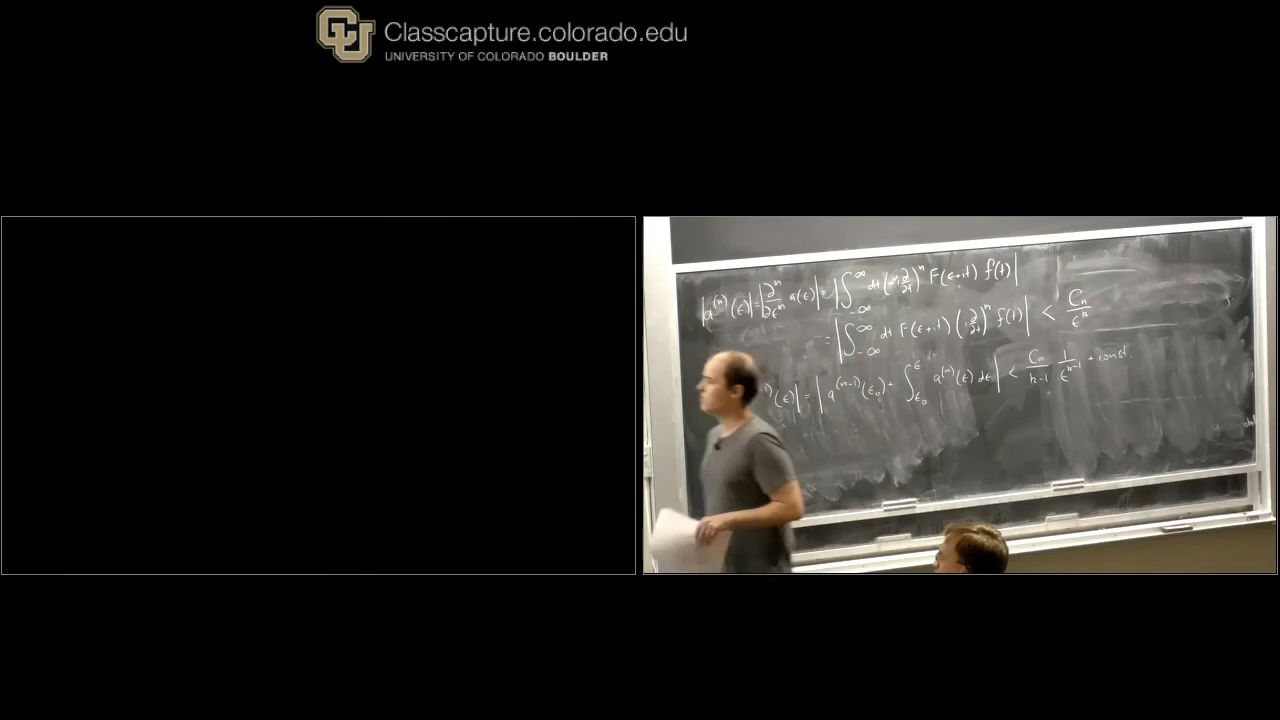 Classcapture.colorado.edu
UNIVERSITY OF COLORADO BOULDER
|a^(n)(ε)| = |∂^n/∂ε^n a(ε)| = |∫_{-∞}^{∞} dt (-i ∂/∂t)^n F(ε+it) f(t)|
= |∫_{-∞}^{∞} dt F(ε+it) (i ∂/∂t)^n f(t)| < C_n/ε^k
(ε)| = |a^(n-1)(ε_0) + ∫_{ε_0}^{ε} a^(n)(ε) dε| < C_n/k-1 1/ε^{k-1} + const.